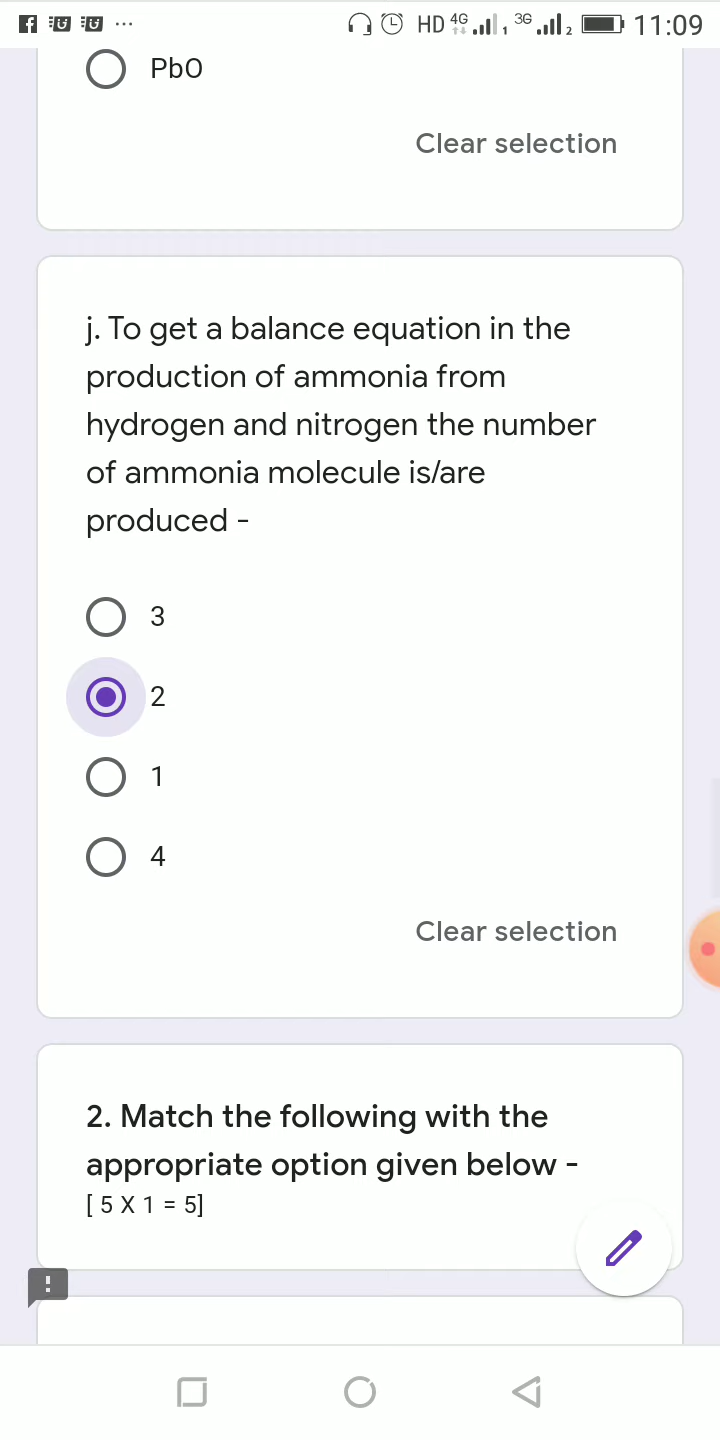 HD 4G 1 3G 2 11:09
PbO
Clear selection
j. To get a balance equation in the
production of ammonia from
hydrogen and nitrogen the number
of ammonia molecule is/are
produced -
3
2
1
4
Clear selection
2. Match the following with the
appropriate option given below -
[ 5 X 1 = 5]